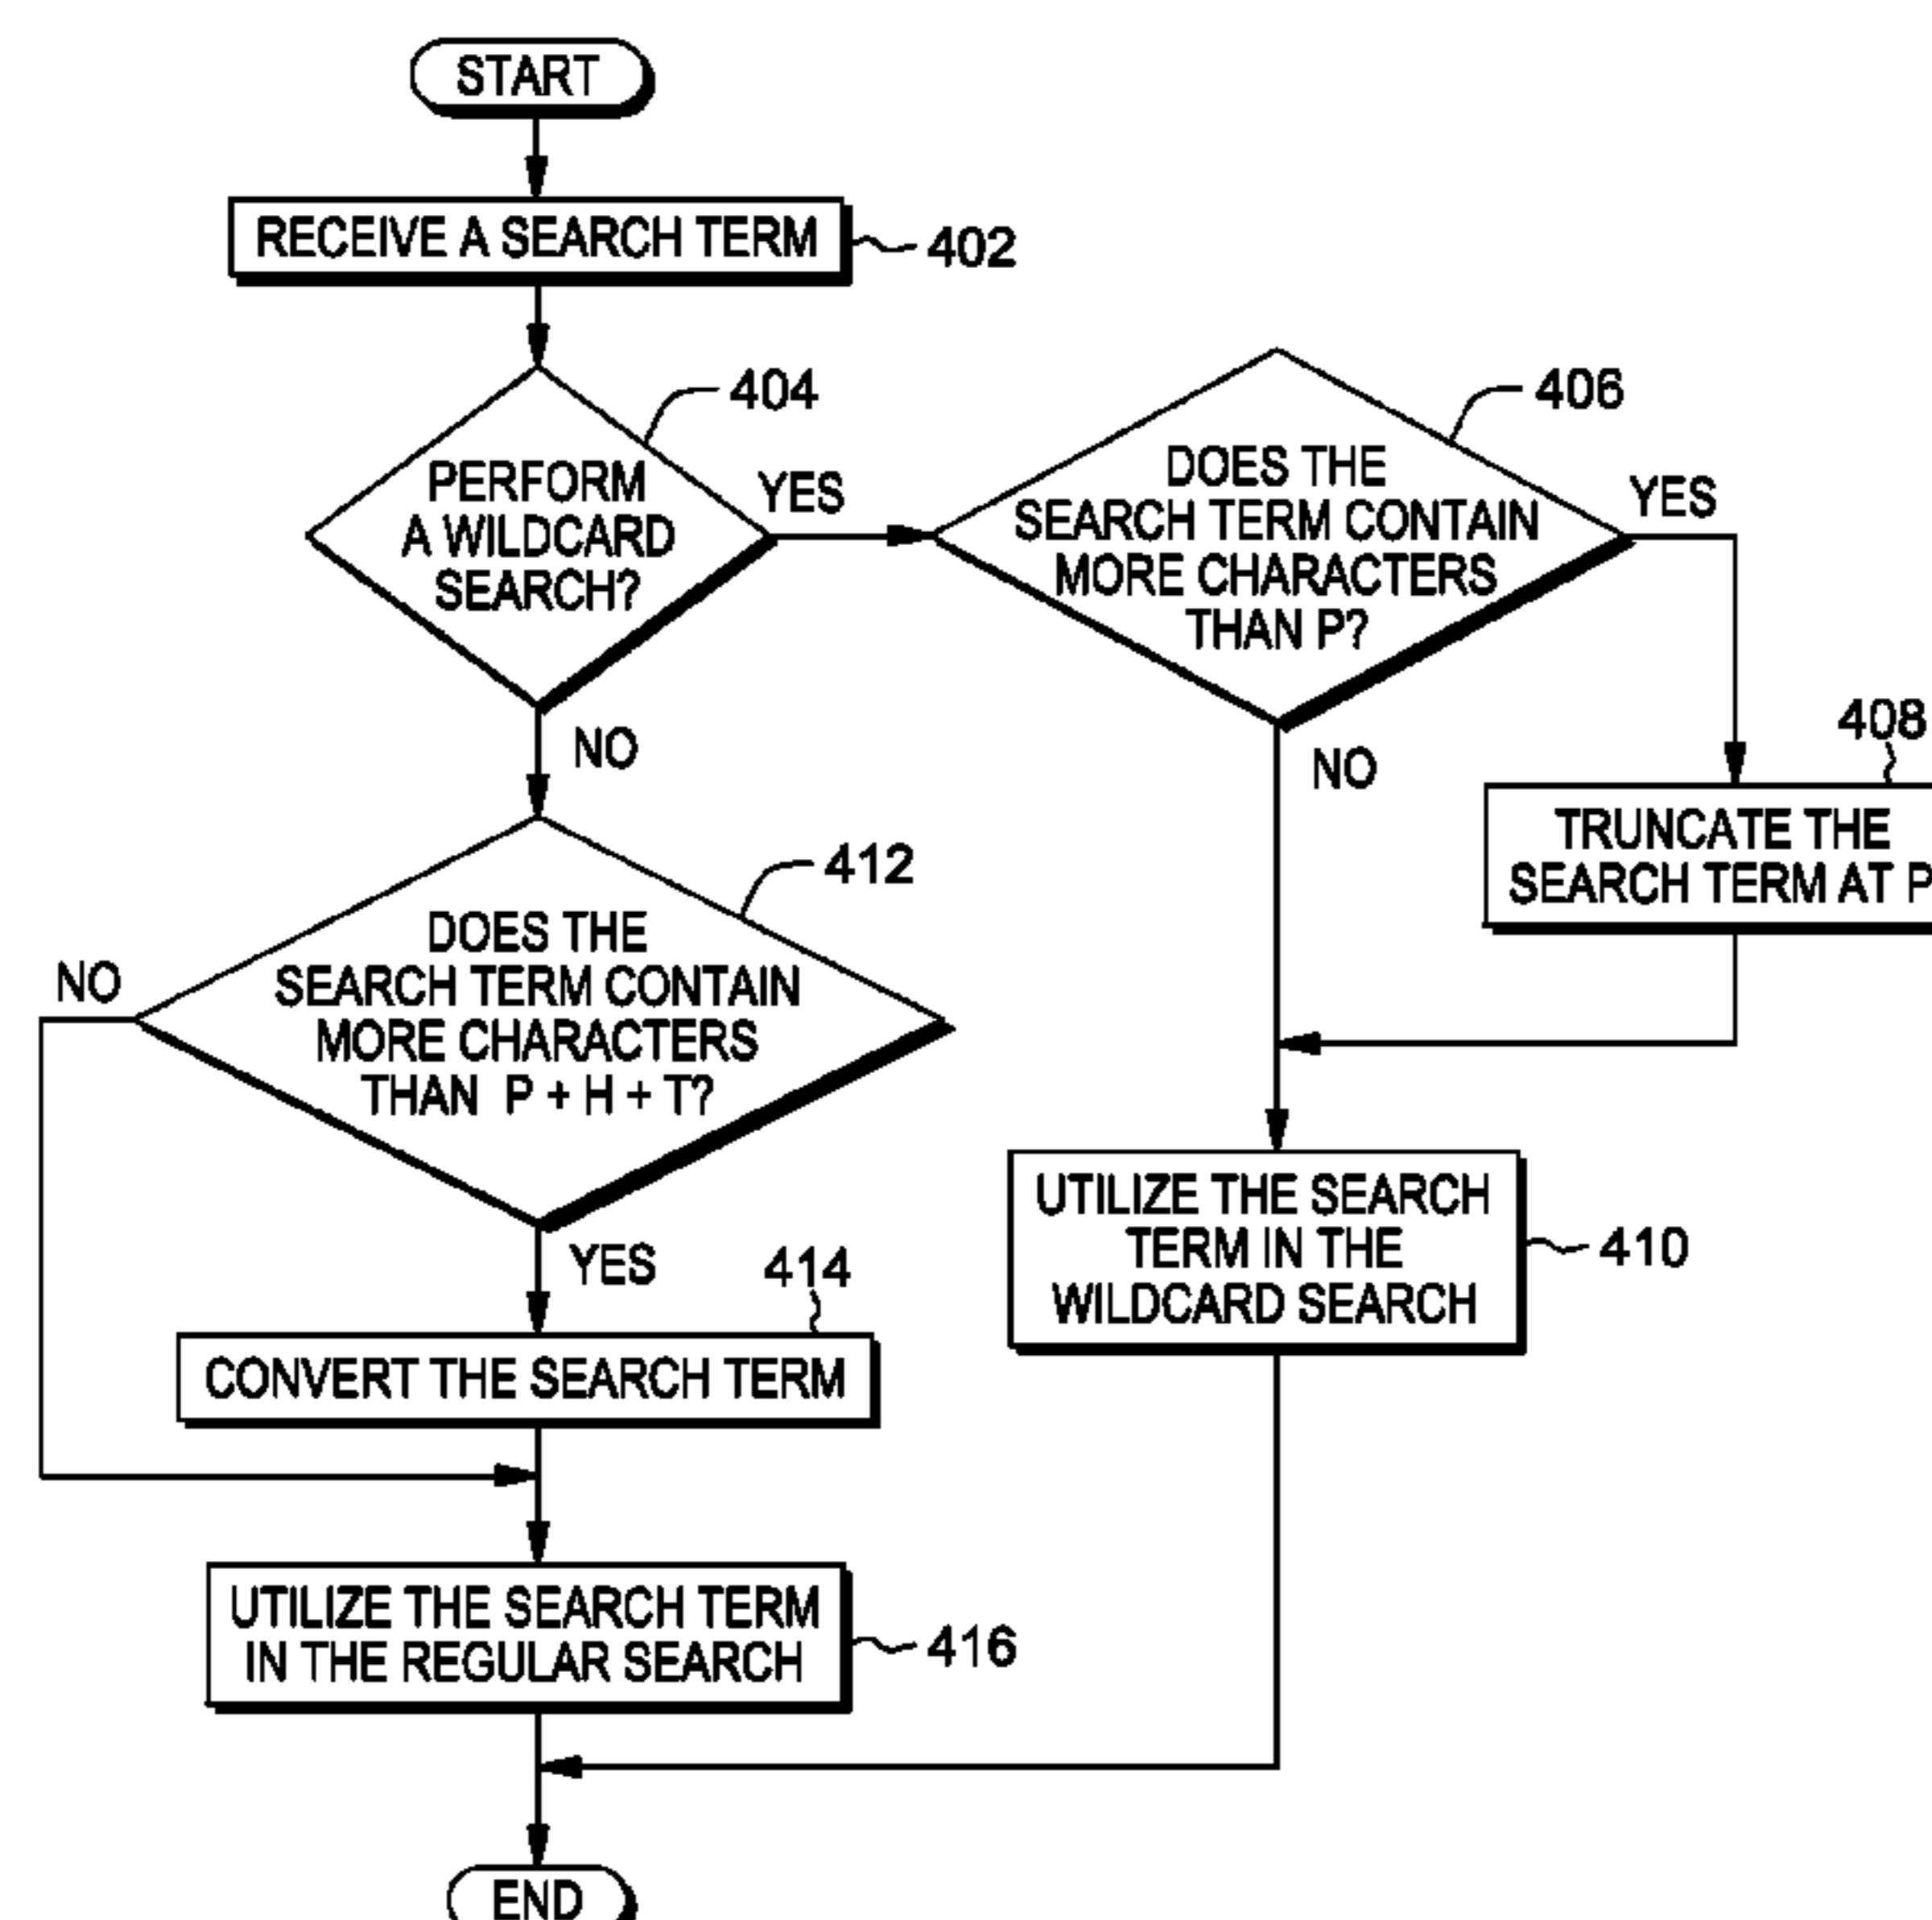 START
RECEIVE A SEARCH TERM
402
404
PERFORM
A WILDCARD
SEARCH?
YES
NO
406
DOES THE
SEARCH TERM CONTAIN
MORE CHARACTERS
THAN P?
YES
NO
408
TRUNCATE THE
SEARCH TERM AT P
412
DOES THE
SEARCH TERM CONTAIN
MORE CHARACTERS
THAN P + H + T?
NO
YES
UTILIZE THE SEARCH
TERM IN THE
WILDCARD SEARCH
410
414
CONVERT THE SEARCH TERM
UTILIZE THE SEARCH TERM
IN THE REGULAR SEARCH
416
END